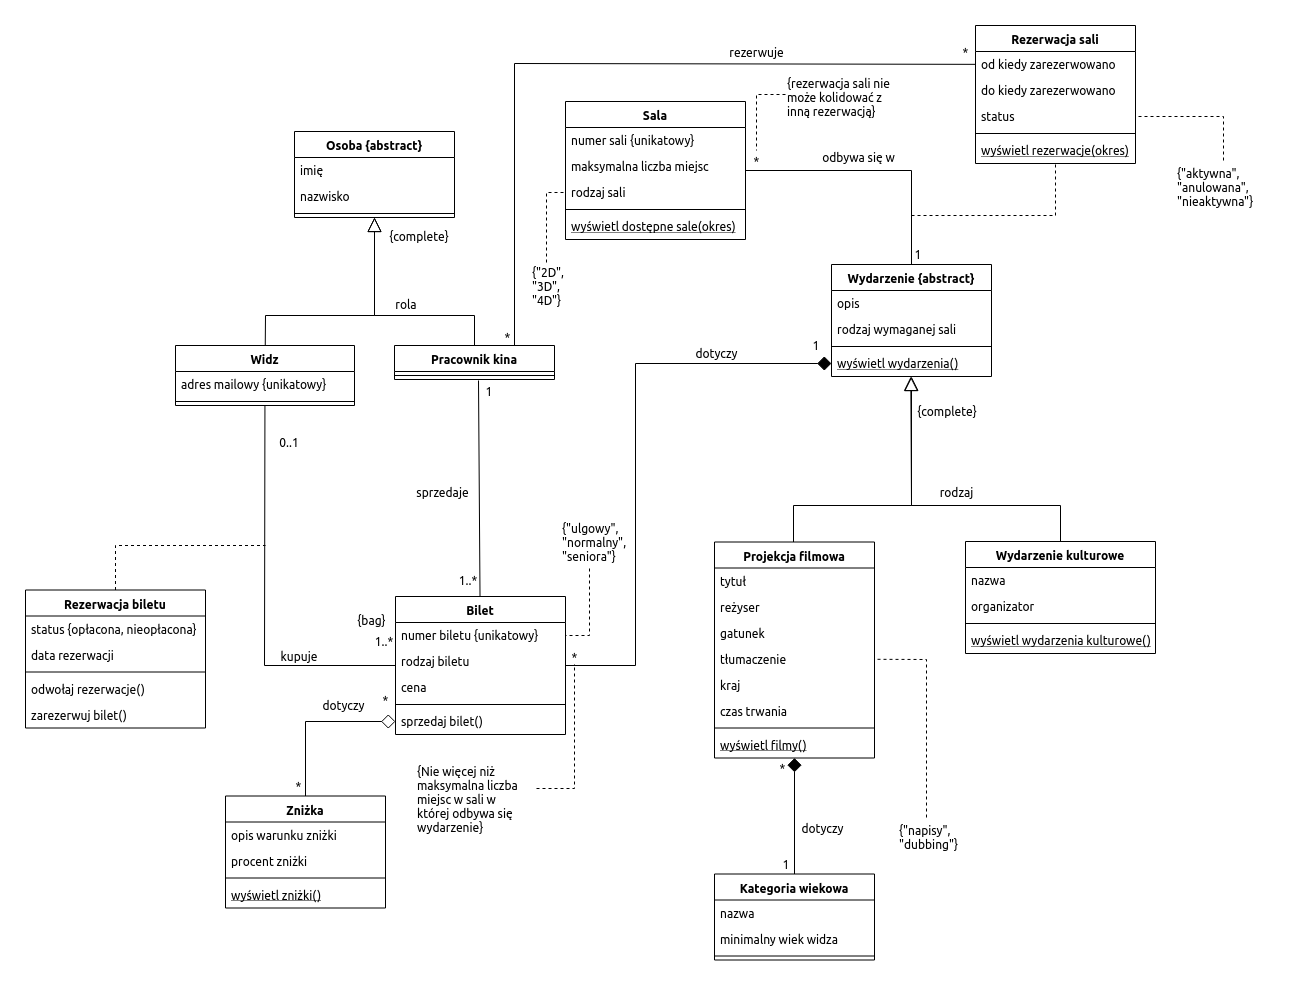 Rezerwacja sali
od kiedy zarezerwowano
do kiedy zarezerwowano
status
wyświetl rezerwacje(okres)
rezerwuje
*
{rezerwacja sali nie
może kolidować z
inną rezerwacją}
{"aktywna",
"anulowana,
"nieaktywna"}
Sala
numer sali {unikatowy}
maksymalna liczba miejsc
rodzaj sali
wyświetl dostępne sale(okres)
*
odbywa się w
1
{"2D",
"3D",
"4D"}
Osoba {abstract}
imię
nazwisko
{complete}
rola
Wydarzenie {abstract}
opis
rodzaj wymaganej sali
wyświetl wydarzenia()
*
1
dotyczy
Widz
adres mailowy {unikatowy}
Pracownik kina
1
{complete}
0..1
sprzedaje
rodzaj
{"ulgowy",
"normalny",
"seniora"}
1..*
Projekcja filmowa
tytuł
reżyser
gatunek
tłumaczenie
kraj
czas trwania
wyświetl filmy()
Wydarzenie kulturowe
nazwa
organizator
wyświetl wydarzenia kulturowe()
Rezerwacja biletu
status {opłacona, nieopłacona}
data rezerwacji
odwołaj rezerwacje()
zarezerwuj bilet()
{bag}
1..*
kupuje
Bilet
numer biletu {unikatowy}
rodzaj biletu
cena
sprzedaj bilet()
*
*
dotyczy
*
{Nie więcej niż
maksymalna liczba
miejsc w sali w
której odbywa się
wydarzenie}
Zniżka
opis warunku zniżki
procent zniżki
wyświetl zniżki()
*
dotyczy
1
{"napisy",
"dubbing"}
Kategoria wiekowa
nazwa
minimalny wiek widza